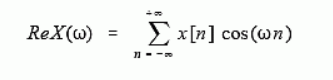 ReX(ω) = +∞ ∑ n = -∞ x[n] cos(ωn)